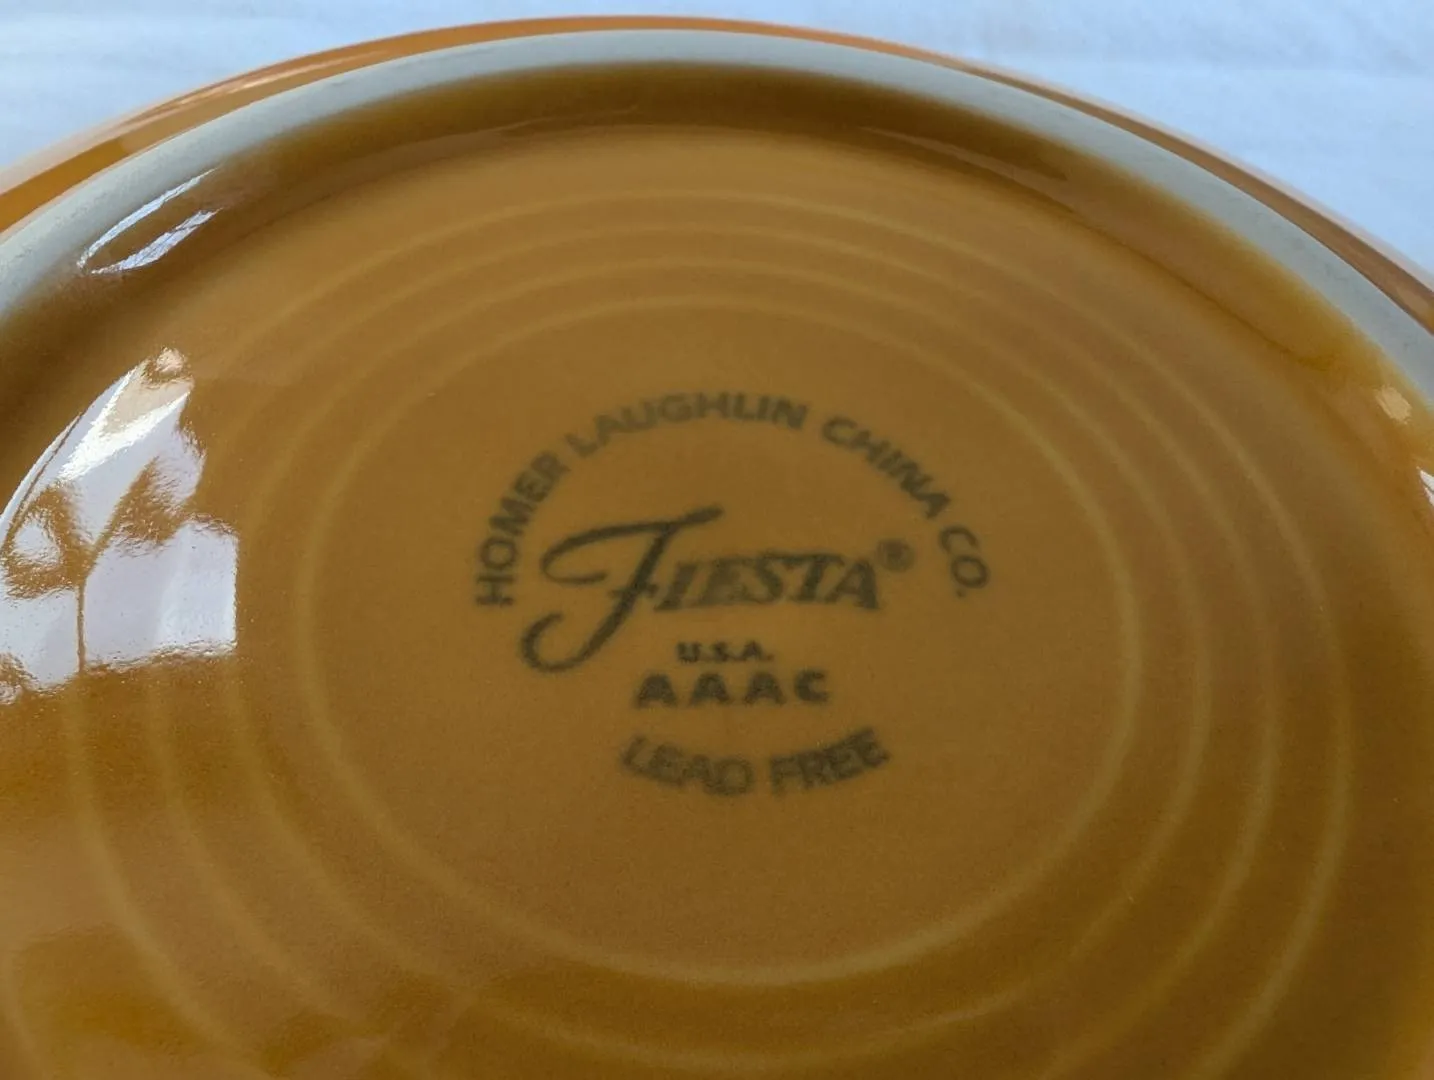 HOMER LAUGHLIN CHINA CO.
FIESTA®
U.S.A.
AAAC
LEAD FREE